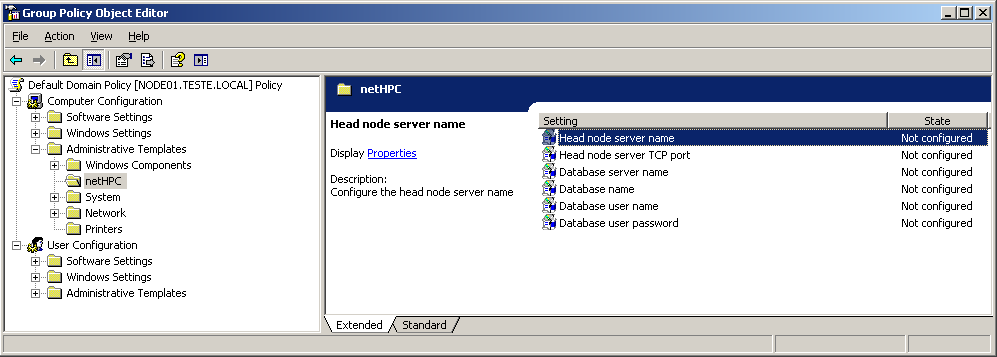 Group Policy Object Editor
File Action View Help
Default Domain Policy [NODE01.TESTE.LOCAL] Policy
Computer Configuration
Software Settings
Windows Settings
Administrative Templates
Windows Components
netHPC
System
Network
Printers
User Configuration
Software Settings
Windows Settings
Administrative Templates
netHPC
Head node server name
Display Properties
Description:
Configure the head node server name
Setting State
Head node server name Not configured
Head node server TCP port Not configured
Database server name Not configured
Database name Not configured
Database user name Not configured
Database user password Not configured
Extended Standard